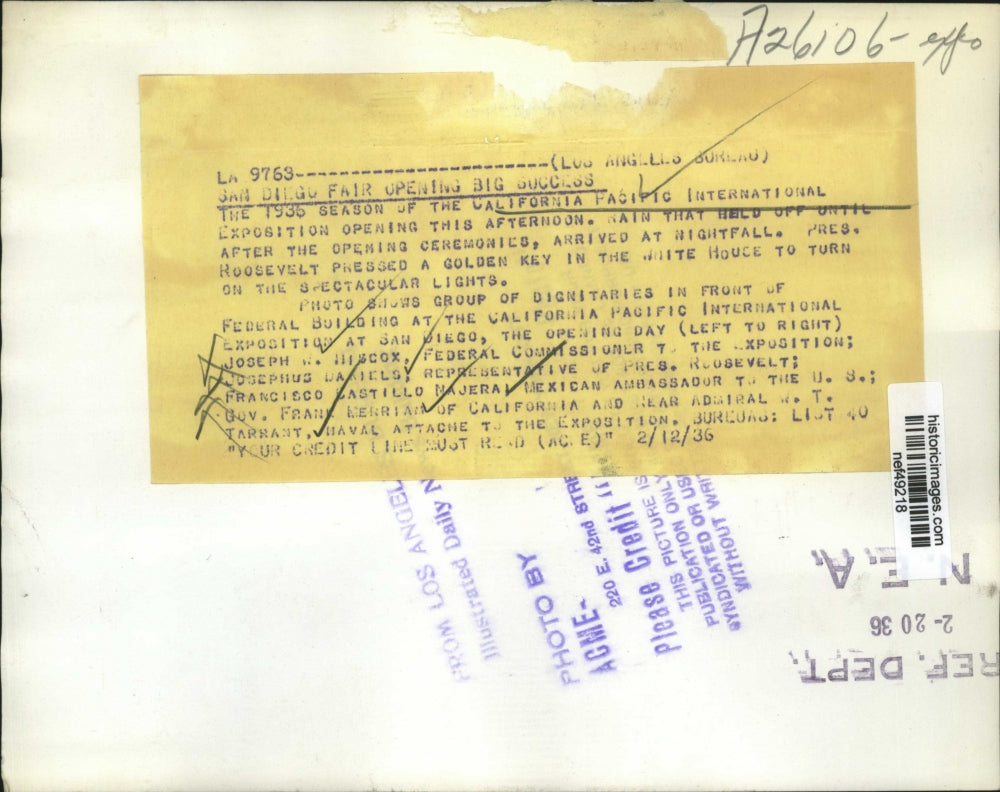 A26106- expo
LA 9763--------------------------(LOS ANGELES BUREAU)
SAN DIEGO FAIR OPENING BIG SUCCESS
THE 1936 SEASON OF THE CALIFORNIA PACIFIC INTERNATIONAL
EXPOSITION OPENING THIS AFTERNOON. RAIN THAT HELD OFF UNTIL
AFTER THE OPENING CEREMONIES, ARRIVED AT NIGHTFALL. PRES.
ROOSEVELT PRESSED A GOLDEN KEY IN THE WHITE HOUSE TO TURN
ON THE SPECTACULAR LIGHTS.
PHOTO SHOWS GROUP OF DIGNITARIES IN FRONT OF
FEDERAL BUILDING AT THE CALIFORNIA PACIFIC INTERNATIONAL
EXPOSITION AT SAN DIEGO, THE OPENING DAY (LEFT TO RIGHT)
JOSEPH W. HISCOX, FEDERAL COMMISSIONER TO THE EXPOSITION;
JOSEPHUS DANIELS; REPRESENTATIVE OF PRES. ROOSEVELT;
FRANCISCO CASTILLO NAJERA, MEXICAN AMBASSADOR TO THE U. S.;
GOV. FRANK MERRIAM OF CALIFORNIA AND REAR ADMIRAL W. T.
TARRANT, NAVAL ATTACHE TO THE EXPOSITION. BUREUAS: LIST 40
"YOUR CREDIT LINE MUST READ (ACME)" 2/12/36
FROM LOS ANGEL
Illustrated Daily N
PHOTO BY
ACME-
220 E. 42nd STRE
Please Credit
THIS PICTURE IS
PUBLICATION ONLY
SYNDICATED OR USE
WITHOUT WRI
historicimages.com
nef49218
N.E.A.
2-20 36
REF. DEPT.